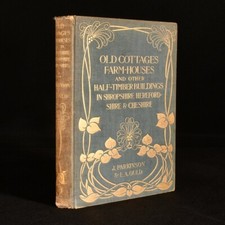 OLD COTTAGES
FARM-HOUSES
AND OTHER
HALF-TIMBER BUILDINGS
IN SHROPSHIRE HEREFORD-
SHIRE & CHESHIRE
J. PARKINSON
& E. A. OULD